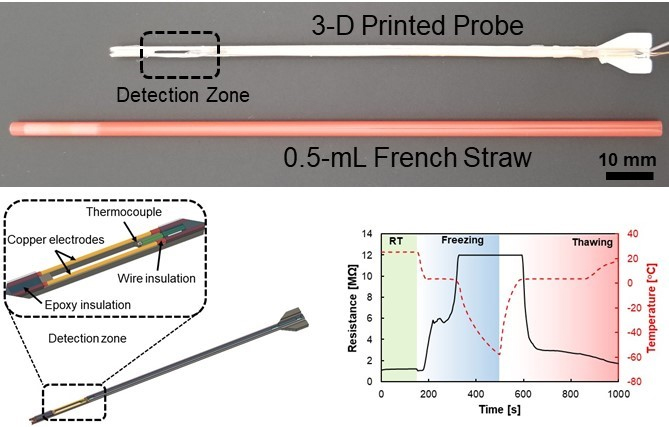 3-D Printed Probe
Detection Zone
0.5-mL French Straw
10 mm
Thermocouple
Copper electrodes
Wire insulation
Epoxy insulation
Detection zone
RT
Freezing
Thawing
Resistance [MΩ]
14
12
10
8
6
4
2
0
Temperature [°C]
40
20
0
-20
-40
-60
-80
0 200 400 600 800 1000
Time [s]